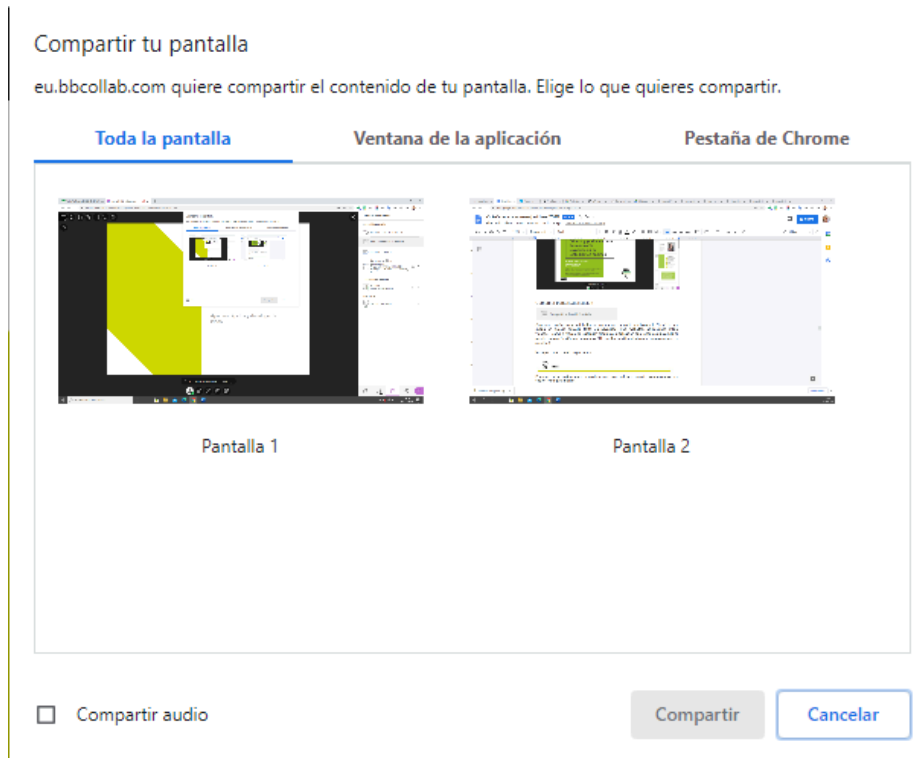 Compartir tu pantalla
eu.bbcollab.com quiere compartir el contenido de tu pantalla. Elige lo que quieres compartir.
Toda la pantalla Ventana de la aplicación Pestaña de Chrome
Pantalla 1 Pantalla 2
Compartir audio Compartir Cancelar